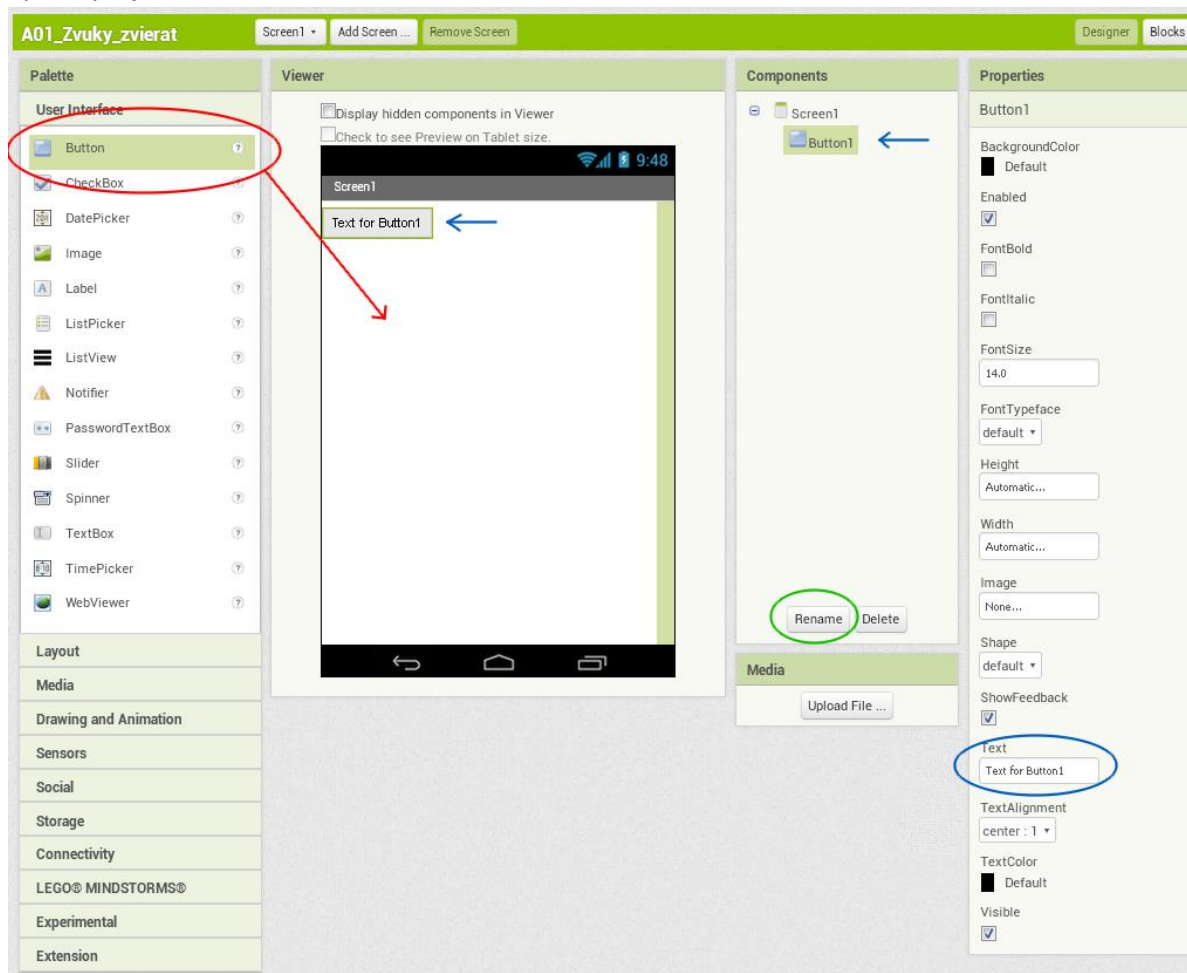 A01_Zvuky_zvierat
Screen1
Add Screen ...
Remove Screen
Designer
Blocks
Palette
User Interface
Button
CheckBox
DatePicker
Image
Label
ListPicker
ListView
Notifier
PasswordTextBox
Slider
Spinner
TextBox
TimePicker
WebViewer
Layout
Media
Drawing and Animation
Sensors
Social
Storage
Connectivity
LEGO® MINDSTORMS®
Experimental
Extension
Viewer
Display hidden components in Viewer
Check to see Preview on Tablet size.
9:48
Screen1
Text for Button1
Components
Screen1
Button1
Rename
Delete
Media
Upload File ...
Properties
Button1
BackgroundColor
Default
Enabled
FontBold
FontItalic
FontSize
14.0
FontTypeface
default
Height
Automatic...
Width
Automatic...
Image
None...
Shape
default
ShowFeedback
Text
Text for Button1
TextAlignment
center : 1
TextColor
Default
Visible